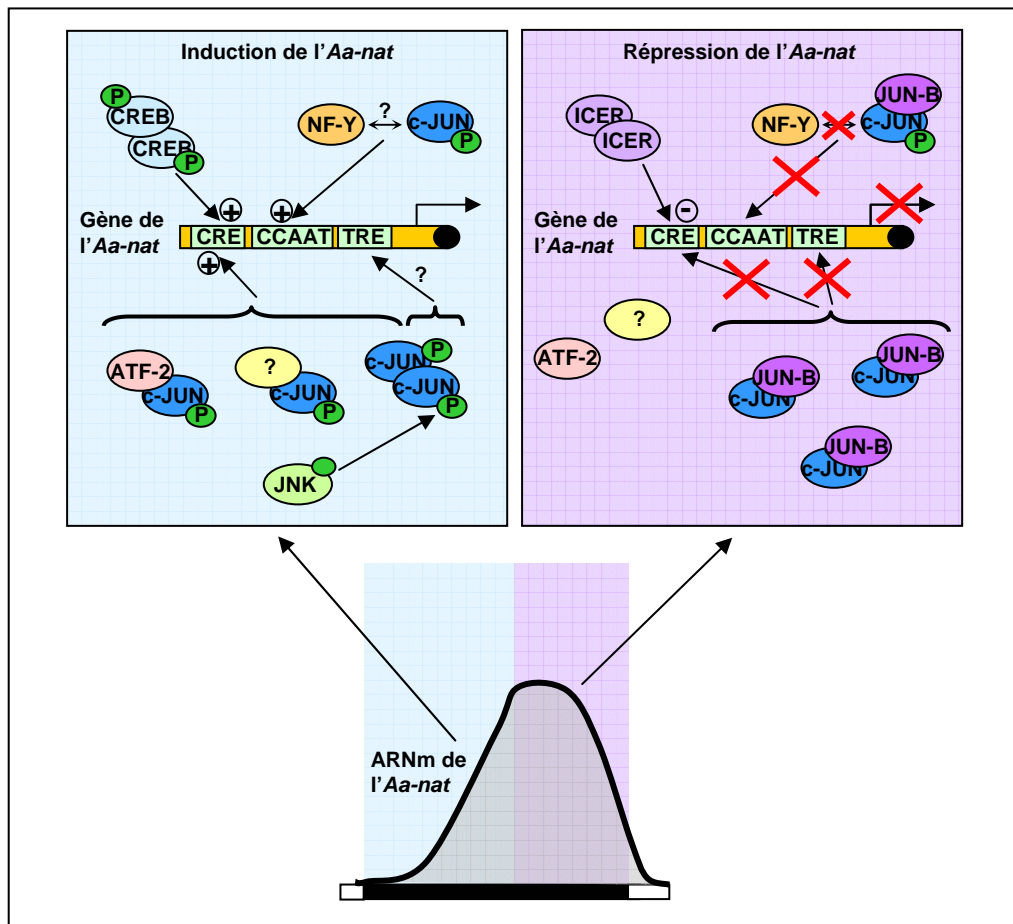 Induction de l'Aa-nat
P
CREB
CREB
P
NF-Y
?
c-JUN
P
+
+
Gène de
l'Aa-nat
CRE
CCAAT
TRE
+
?
ATF-2
c-JUN
P
?
c-JUN
P
c-JUN
P
c-JUN
P
JNK
Répression de l'Aa-nat
ICER
ICER
NF-Y
JUN-B
c-JUN
P
-
Gène de
l'Aa-nat
CRE
CCAAT
TRE
?
ATF-2
JUN-B
c-JUN
JUN-B
c-JUN
JUN-B
c-JUN
ARNm de
l'Aa-nat